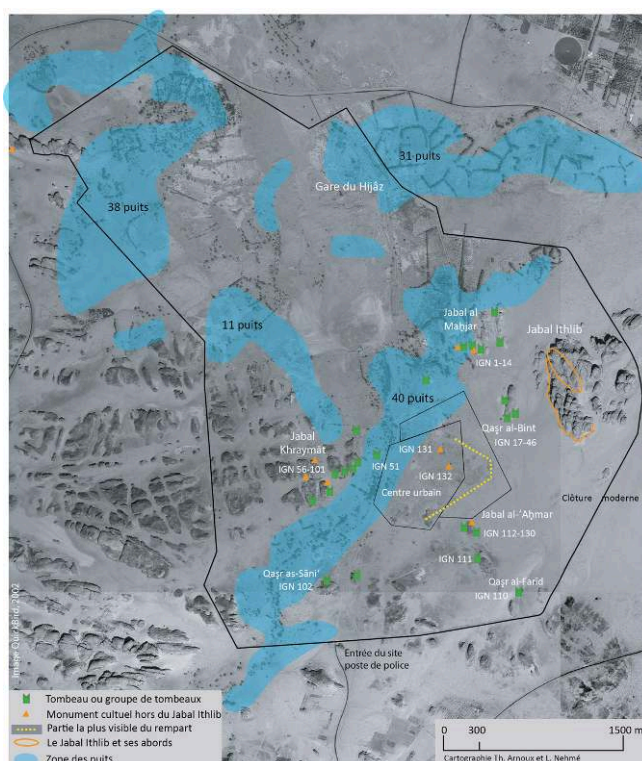 31 puits
Gare du Hijâz
38 puits
Jabal al
Maḥjar
Jabal Ithlib
11 puits
IGN 1-14
40 puits
Qaṣr al-Bint
IGN 17-46
Jabal
Khraymât
IGN 131
IGN 56-101
IGN 51
IGN 132
Centre urbain
Clôture moderne
Jabal al-'Aḥmar
IGN 112-130
IGN 111
Qaṣr aṣ-Ṣâni'
IGN 102
Qaṣr al-Farîd
IGN 110
Image QuickBird, 2002
Entrée du site
poste de police
Tombeau ou groupe de tombeaux
Monument cultuel hors du Jabal Ithlib
Partie la plus visible du rempart
Le Jabal Ithlib et ses abords
Zone des puits
0 300 1500 m
Cartographie Th. Arnoux et L. Nehmé